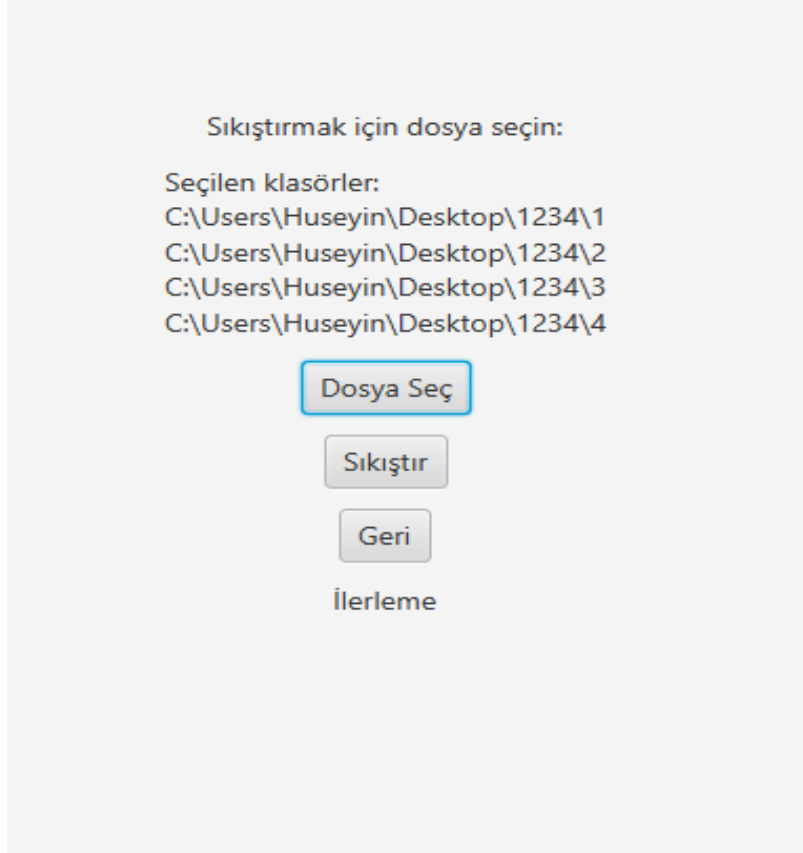 Sıkıştırmak için dosya seçin:
Seçilen klasörler:
C:\Users\Huseyin\Desktop\1234\1
C:\Users\Huseyin\Desktop\1234\2
C:\Users\Huseyin\Desktop\1234\3
C:\Users\Huseyin\Desktop\1234\4
Dosya Seç
Sıkıştır
Geri
İlerleme